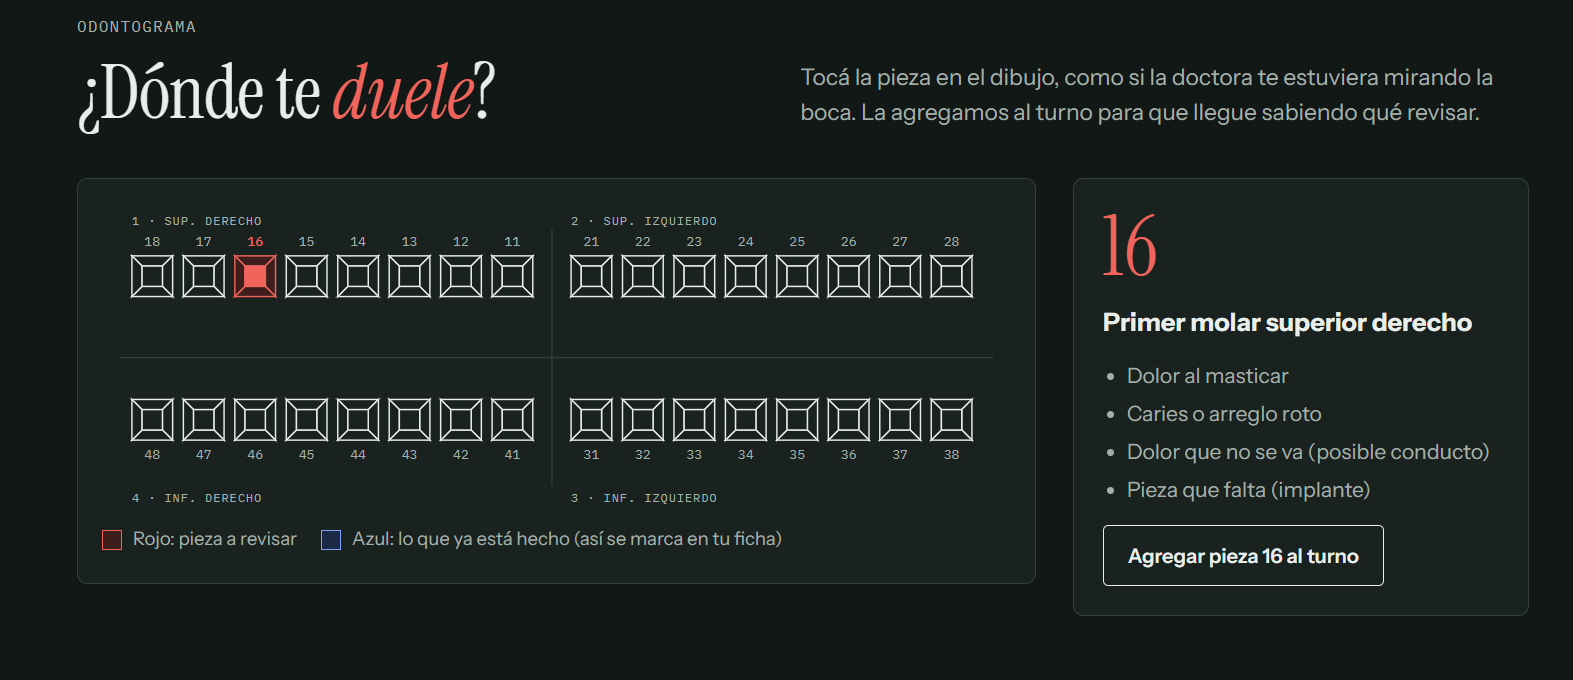 ODONTOGRAMA
¿Dónde te duele?
Tocá la pieza en el dibujo, como si la doctora te estuviera mirando la
boca. La agregamos al turno para que llegue sabiendo qué revisar.
1 · SUP. DERECHO
18 17 16 15 14 13 12 11
2 · SUP. IZQUIERDO
21 22 23 24 25 26 27 28
48 47 46 45 44 43 42 41
4 · INF. DERECHO
31 32 33 34 35 36 37 38
3 · INF. IZQUIERDO
Rojo: pieza a revisar
Azul: lo que ya está hecho (así se marca en tu ficha)
16
Primer molar superior derecho
Dolor al masticar
Caries o arreglo roto
Dolor que no se va (posible conducto)
Pieza que falta (implante)
Agregar pieza 16 al turno